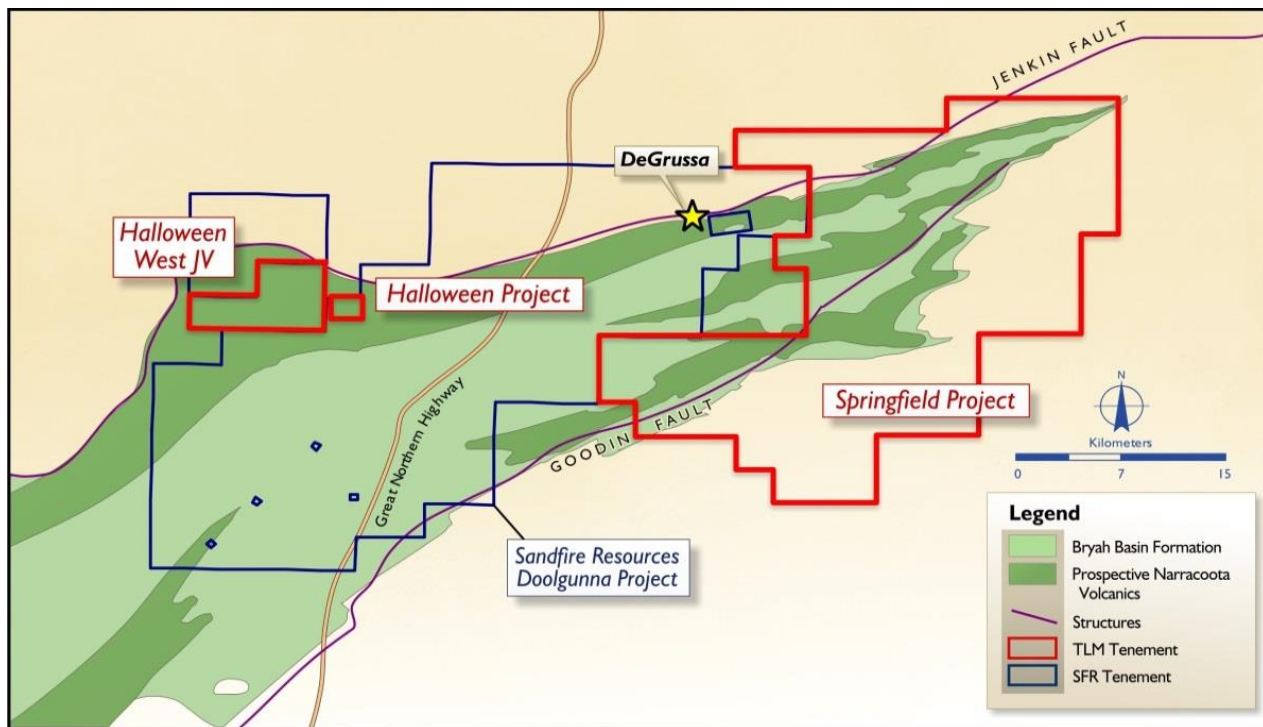 JENKIN FAULT
DeGrussa
Halloween
West JV
Halloween Project
Springfield Project
GOODIN FAULT
Great Northern Highway
N
Kilometers
0 7 15
Sandfire Resources
Doolgunna Project
Legend
Bryah Basin Formation
Prospective Narracoota
Volcanics
Structures
TLM Tenement
SFR Tenement